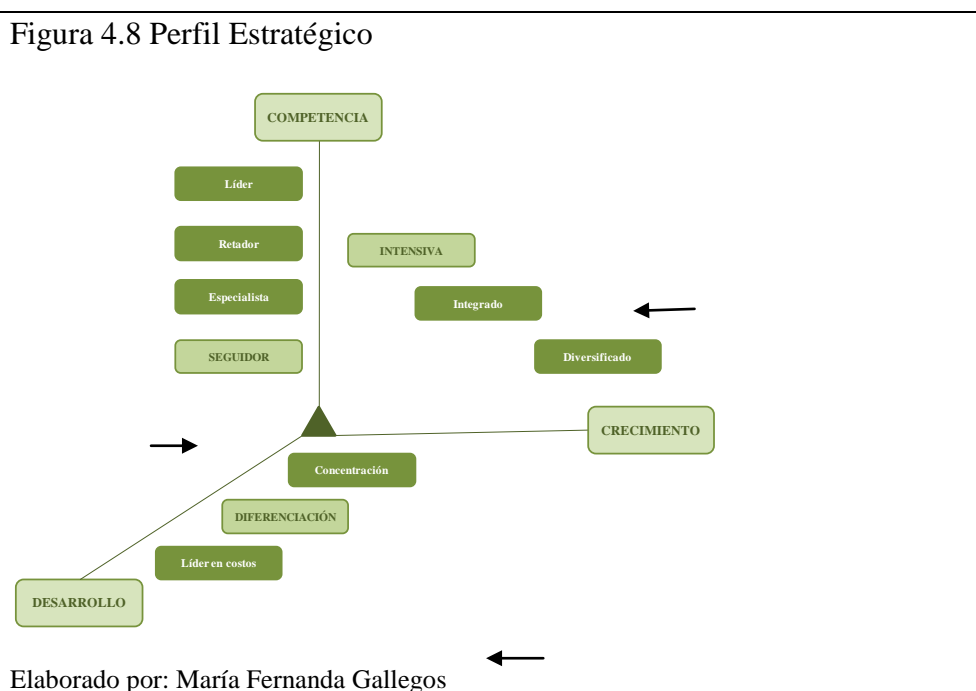 Figura 4.8 Perfil Estratégico
COMPETENCIA
Líder
Retador
INTENSIVA
Especialista
Integrado
SEGUIDOR
Diversificado
CRECIMIENTO
Concentración
DIFERENCIACIÓN
Líder en costos
DESARROLLO
Elaborado por: María Fernanda Gallegos